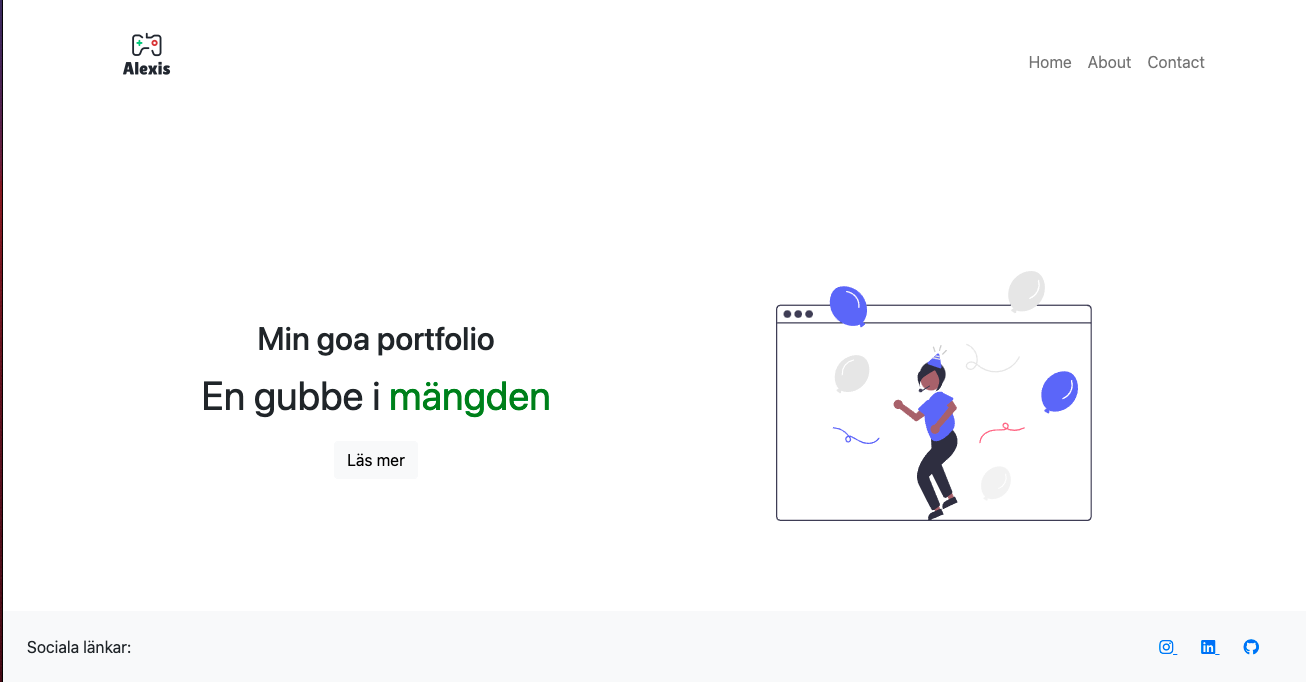 Alexis
Home About Contact
Min goa portfolio
En gubbe i mängden
Läs mer
Sociala länkar: